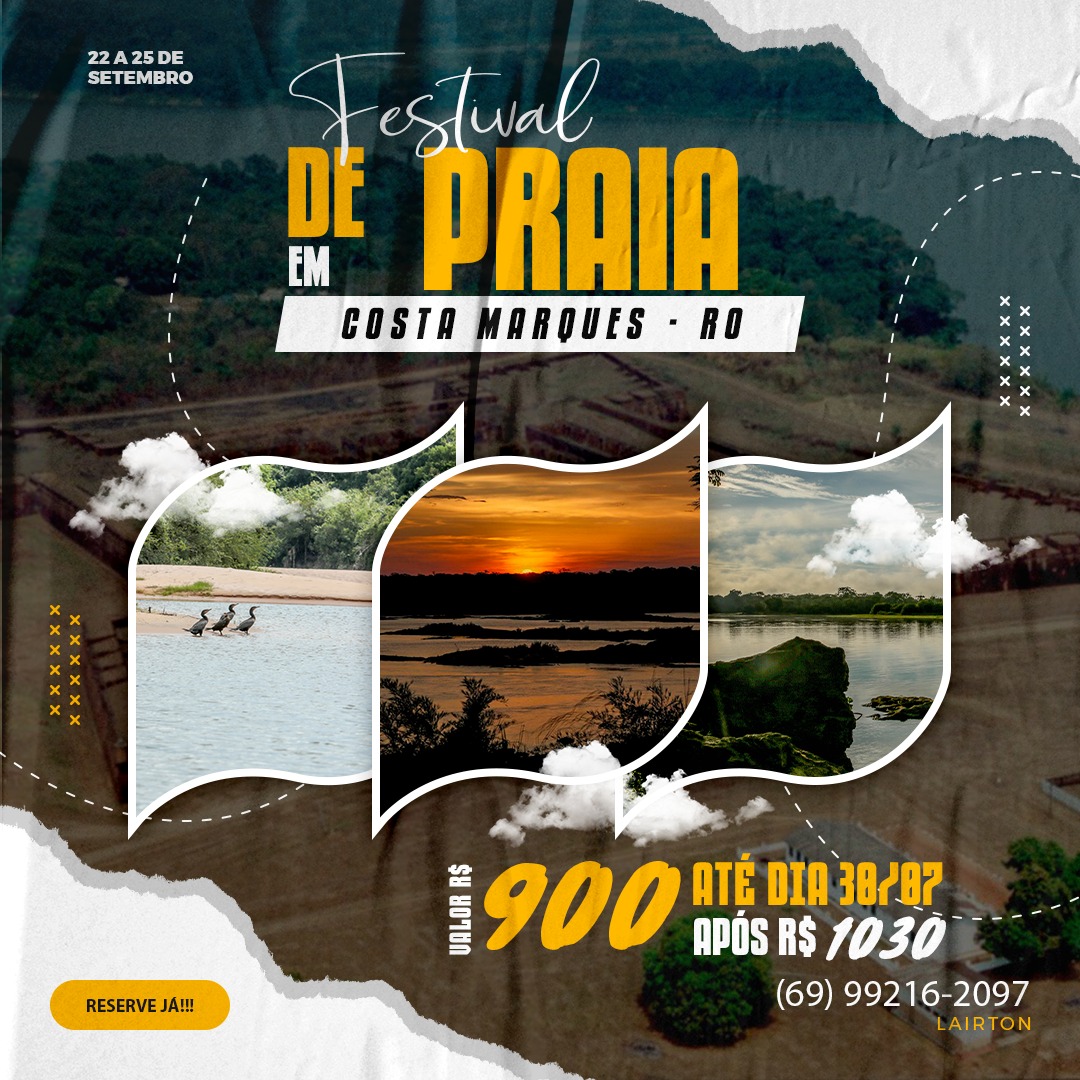 22 A 25 DE
SETEMBRO
Festival
DE PRAIA
EM
COSTA MARQUES - RO
VALOR R$
900
ATÉ DIA 30/07
APÓS R$ 1030
(69) 99216-2097
LAIRTON
RESERVE JÁ!!!